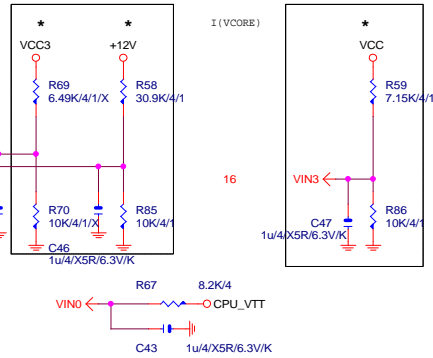 I(VCORE)
* * *
VCC3 +12V VCC
R69 R58 R59
6.49K/4/1/X 30.9K/4/1 7.15K/4/1
16 VIN3
R70 R85 C47 R86
10K/4/1/X 10K/4/1 10K/4/1
1u/4/X5R/6.3V/K
C46
1u/4/X5R/6.3V/K
R67 8.2K/4
VIN0 CPU_VTT
C43 1u/4/X5R/6.3V/K